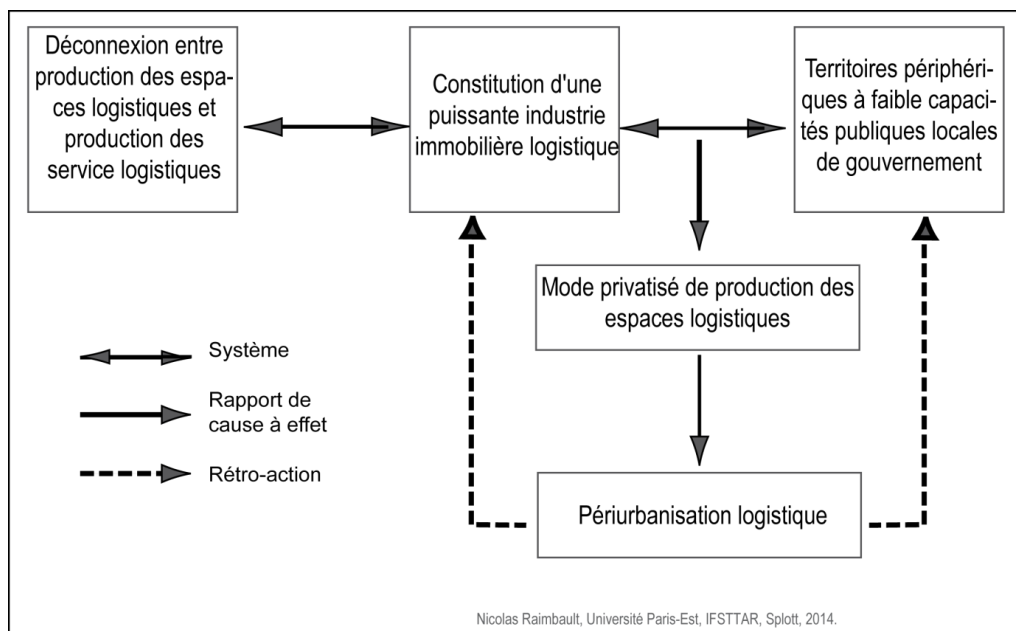 Déconnexion entre
production des espa-
ces logistiques et
production des
service logistiques
Constitution d'une
puissante industrie
immobilière logistique
Territoires périphéri-
ques à faible capaci-
tés publiques locales
de gouvernement
Mode privatisé de production des
espaces logistiques
Système
Rapport de
cause à effet
Rétro-action
Périurbanisation logistique
Nicolas Raimbault, Université Paris-Est, IFSTTAR, Splott, 2014.